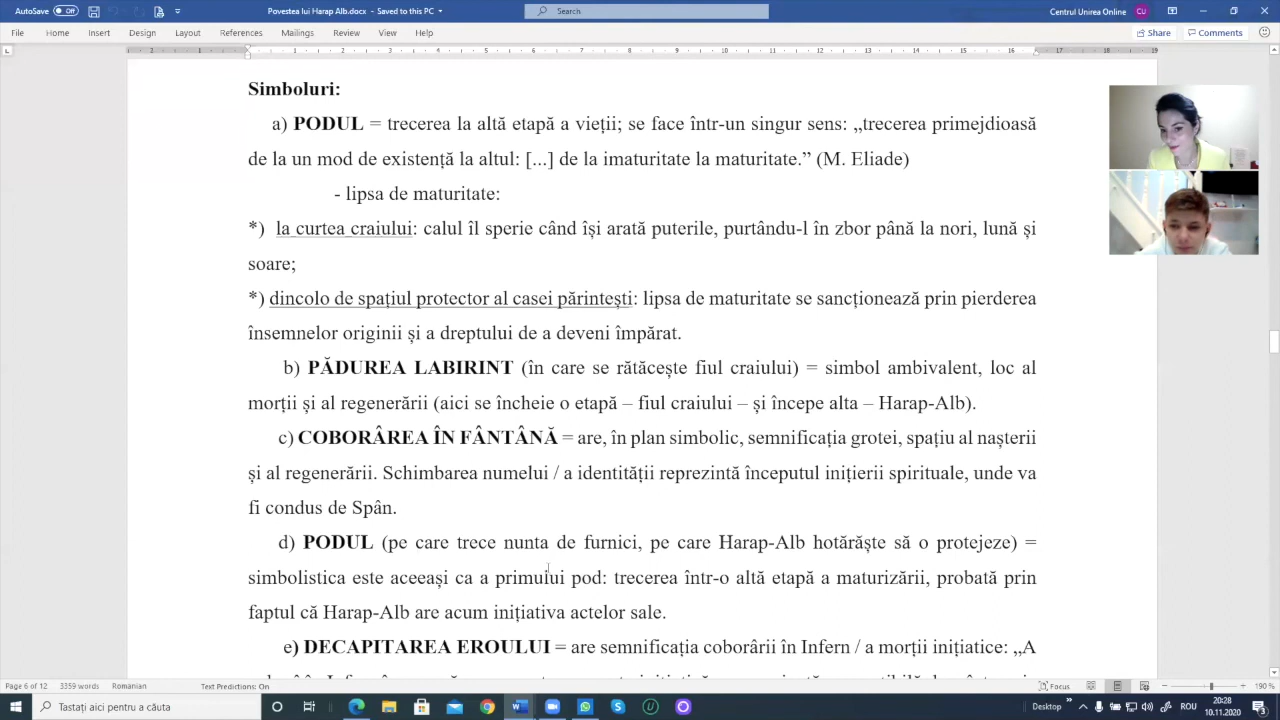 AutoSave Off
Povestea lui Harap Alb.docx - Saved to this PC
Search
Centrul Unirea Online
File Home Insert Design Layout References Mailings Review View Help
Share Comments
Simboluri:
a) PODUL = trecerea la altă etapă a vieții; se face într-un singur sens: „trecerea primejdioasă
de la un mod de existență la altul: [...] de la imaturitate la maturitate.” (M. Eliade)
- lipsa de maturitate:
*) la curtea craiului: calul îl sperie când își arată puterile, purtându-l în zbor până la nori, lună și
soare;
*) dincolo de spațiul protector al casei părintești: lipsa de maturitate se sancționează prin pierderea
însemnelor originii și a dreptului de a deveni împărat.
b) PĂDUREA LABIRINT (în care se rătăcește fiul craiului) = simbol ambivalent, loc al
morții și al regenerării (aici se încheie o etapă – fiul craiului – și începe alta – Harap-Alb).
c) COBORÂREA ÎN FÂNTÂNĂ = are, în plan simbolic, semnificația grotei, spațiu al nașterii
și al regenerării. Schimbarea numelui / a identității reprezintă începutul inițierii spirituale, unde va
fi condus de Spân.
d) PODUL (pe care trece nunta de furnici, pe care Harap-Alb hotărăște să o protejeze) =
simbolistica este aceeași ca a primului pod: trecerea într-o altă etapă a maturizării, probată prin
faptul că Harap-Alb are acum inițiativa actelor sale.
e) DECAPITAREA EROULUI = are semnificația coborârii în Infern / a morții inițiatice: „A
Page 6 of 12 3359 words Romanian Text Predictions: On Focus 190 %
Tastați aici pentru a căuta
20:28
ROU
10.11.2020